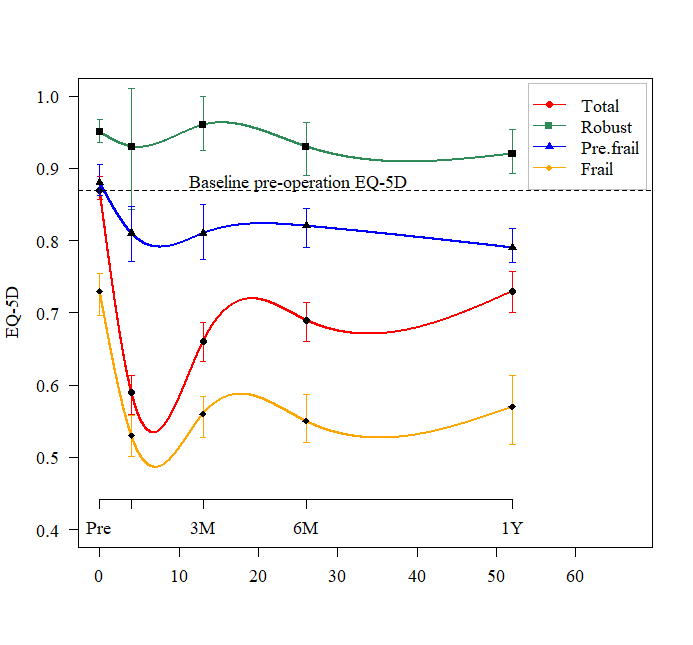 1.0
Total
Robust
Pre.frail
Frail
0.9
Baseline pre-operation EQ-5D
0.8
0.7
EQ-5D
0.6
0.5
0.4
Pre 3M 6M 1Y
0 10 20 30 40 50 60